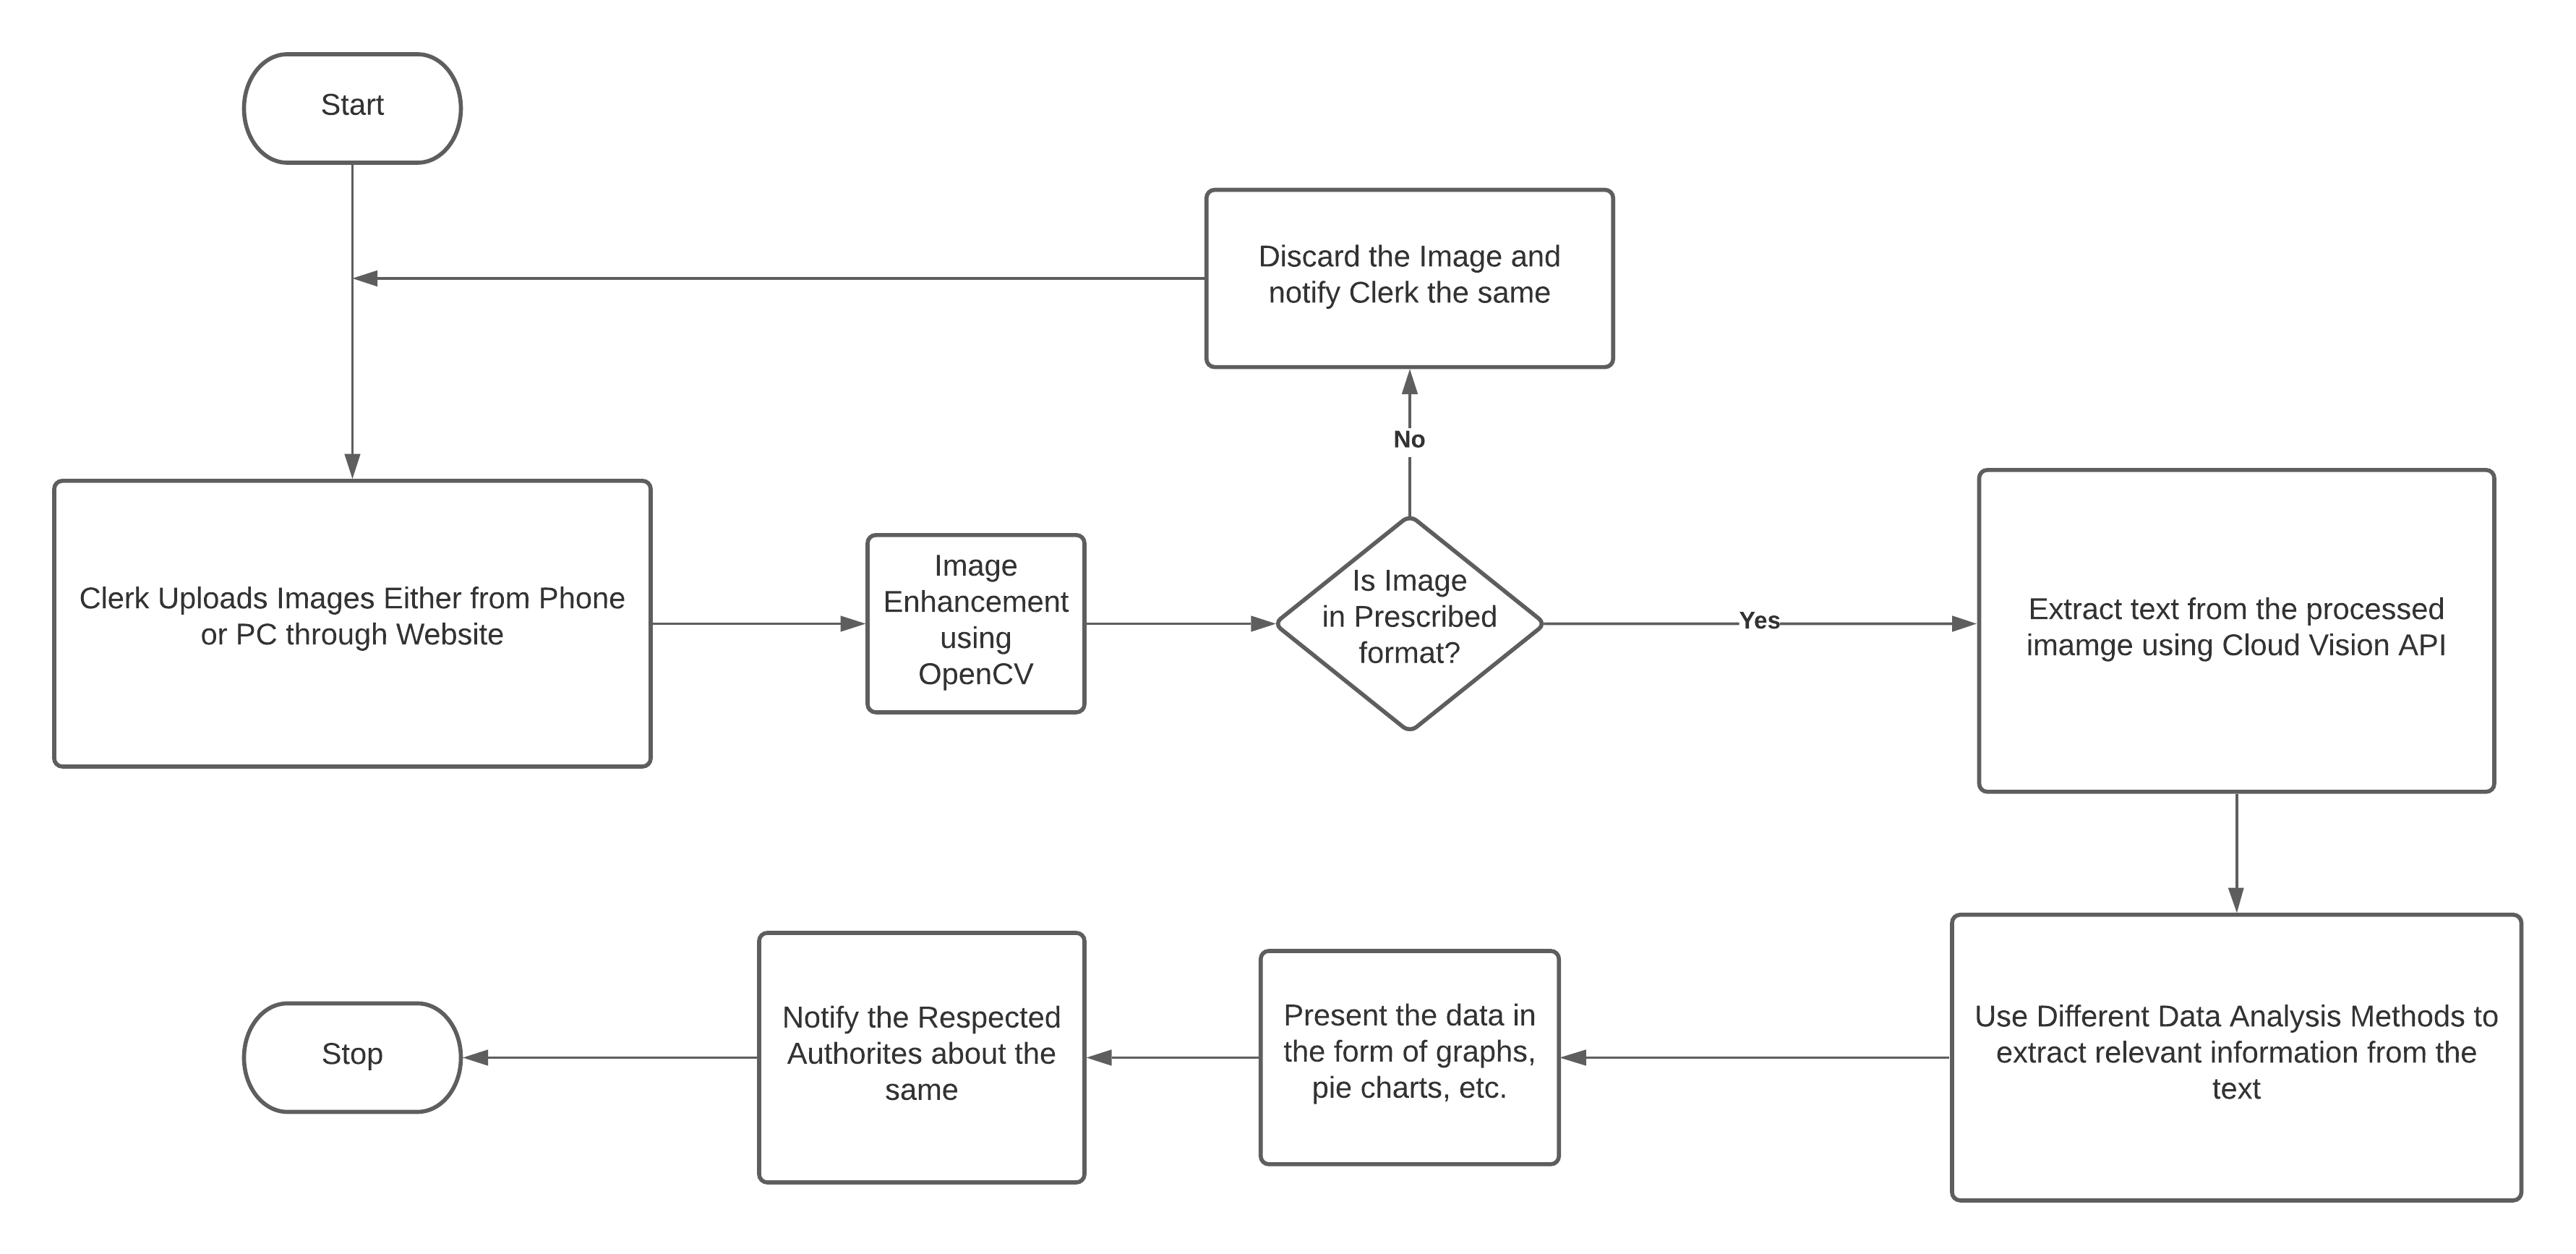 Start
Discard the Image and
notify Clerk the same
No
Clerk Uploads Images Either from Phone
or PC through Website
Image
Enhancement
using
OpenCV
Is Image
in Prescribed
format?
Yes
Extract text from the processed
imamge using Cloud Vision API
Use Different Data Analysis Methods to
extract relevant information from the
text
Present the data in
the form of graphs,
pie charts, etc.
Notify the Respected
Authorites about the
same
Stop